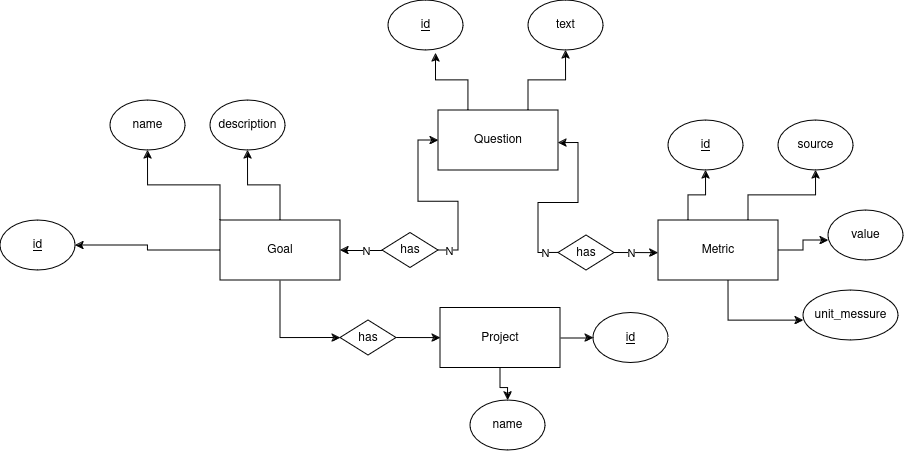 id
text
name
description
Question
id
source
id
Goal
N
has
N
N
has
N
Metric
value
unit_messure
has
Project
id
name